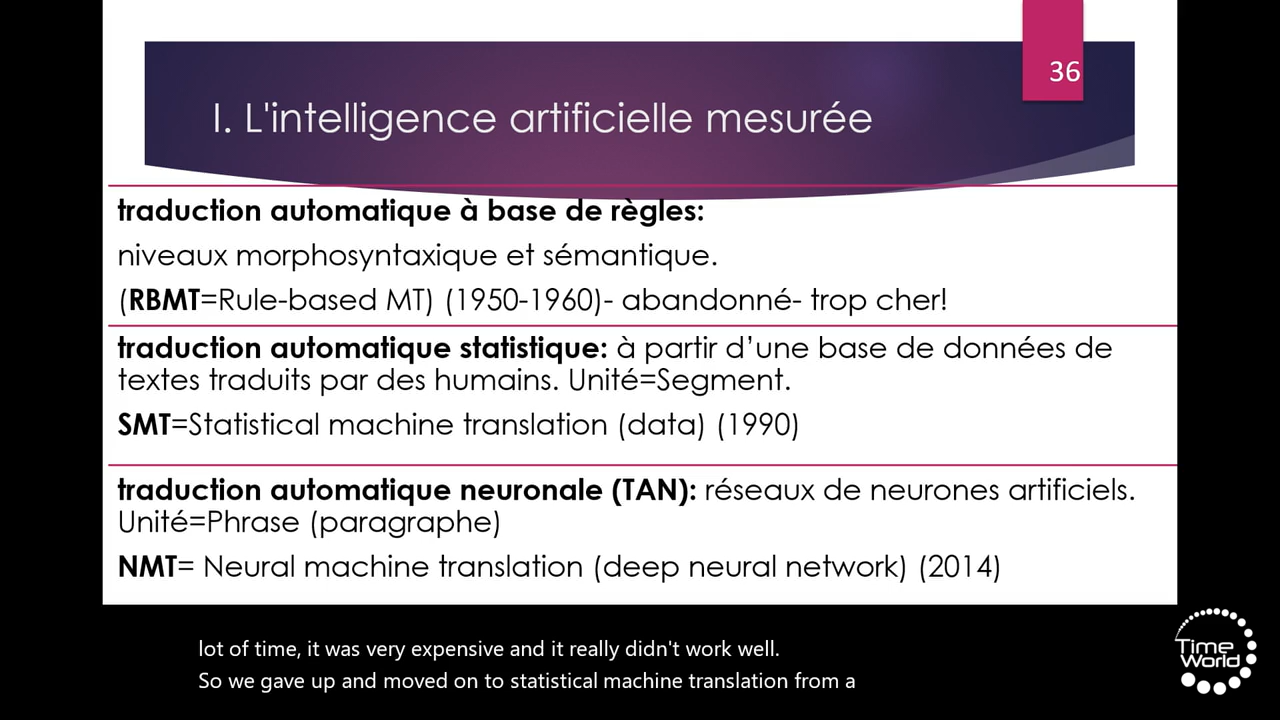 36
I. L'intelligence artificielle mesurée
traduction automatique à base de règles:
niveaux morphosyntaxique et sémantique.
(RBMT=Rule-based MT) (1950-1960)- abandonné- trop cher!
traduction automatique statistique: à partir d’une base de données de
textes traduits par des humains. Unité=Segment.
SMT=Statistical machine translation (data) (1990)
traduction automatique neuronale (TAN): réseaux de neurones artificiels.
Unité=Phrase (paragraphe)
NMT= Neural machine translation (deep neural network) (2014)
lot of time, it was very expensive and it really didn't work well.
So we gave up and moved on to statistical machine translation from a
Time
World